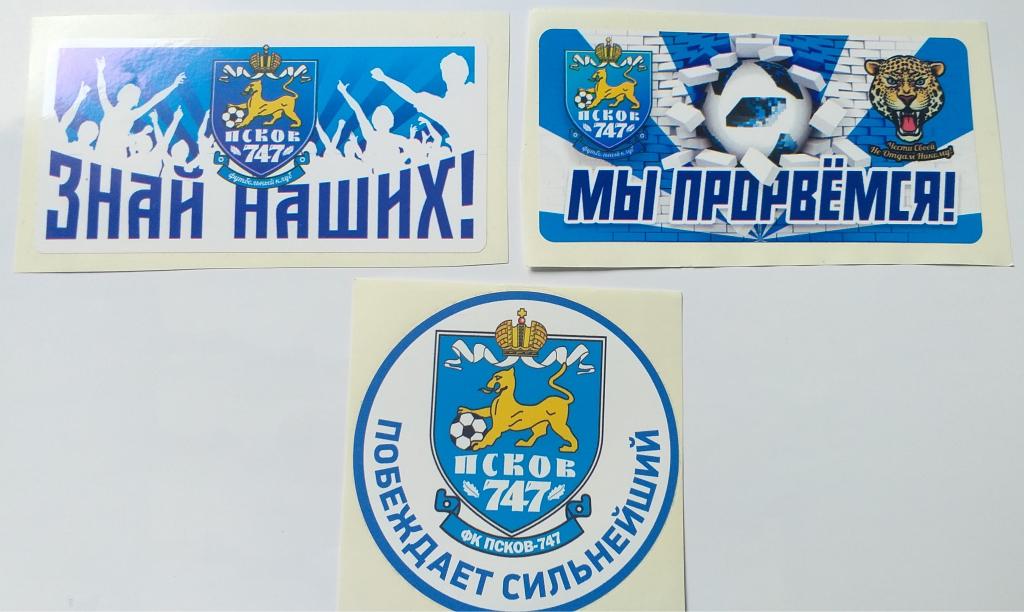 ПСКОВ
747
футбольный клуб
ЗНАЙ НАШИХ!
ПСКОВ
747
футбольный клуб
Чести Своей
Не Отдам Никому!
МЫ ПРОРВЁМСЯ!
ПСКОВ
747
ФК ПСКОВ-747
ПОБЕЖДАЕТ СИЛЬНЕЙШИЙ